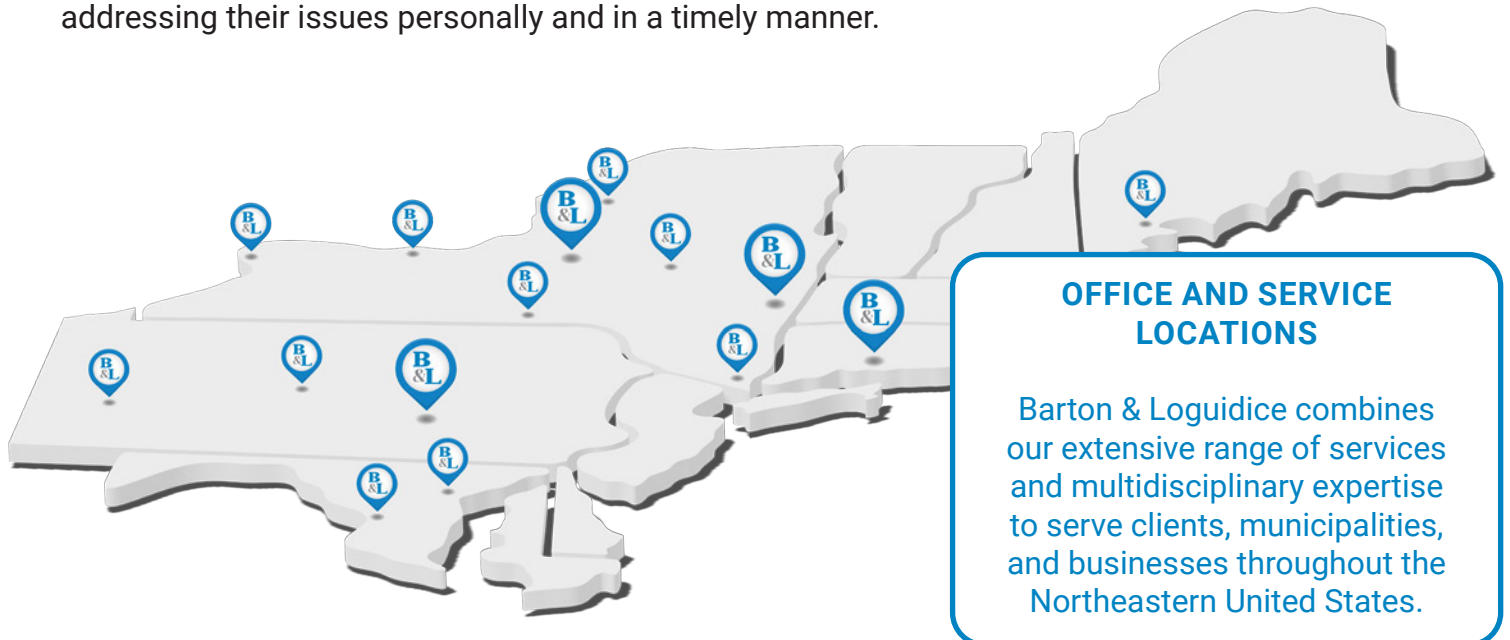 addressing their issues personally and in a timely manner.
B
&L
B
&L
B
&L
B
&L
B
&L
B
&L
B
&L
B
&L
B
&L
B
&L
B
&L
B
&L
B
&L
B
&L
B
&L
OFFICE AND SERVICE
LOCATIONS
Barton & Loguidice combines
our extensive range of services
and multidisciplinary expertise
to serve clients, municipalities,
and businesses throughout the
Northeastern United States.